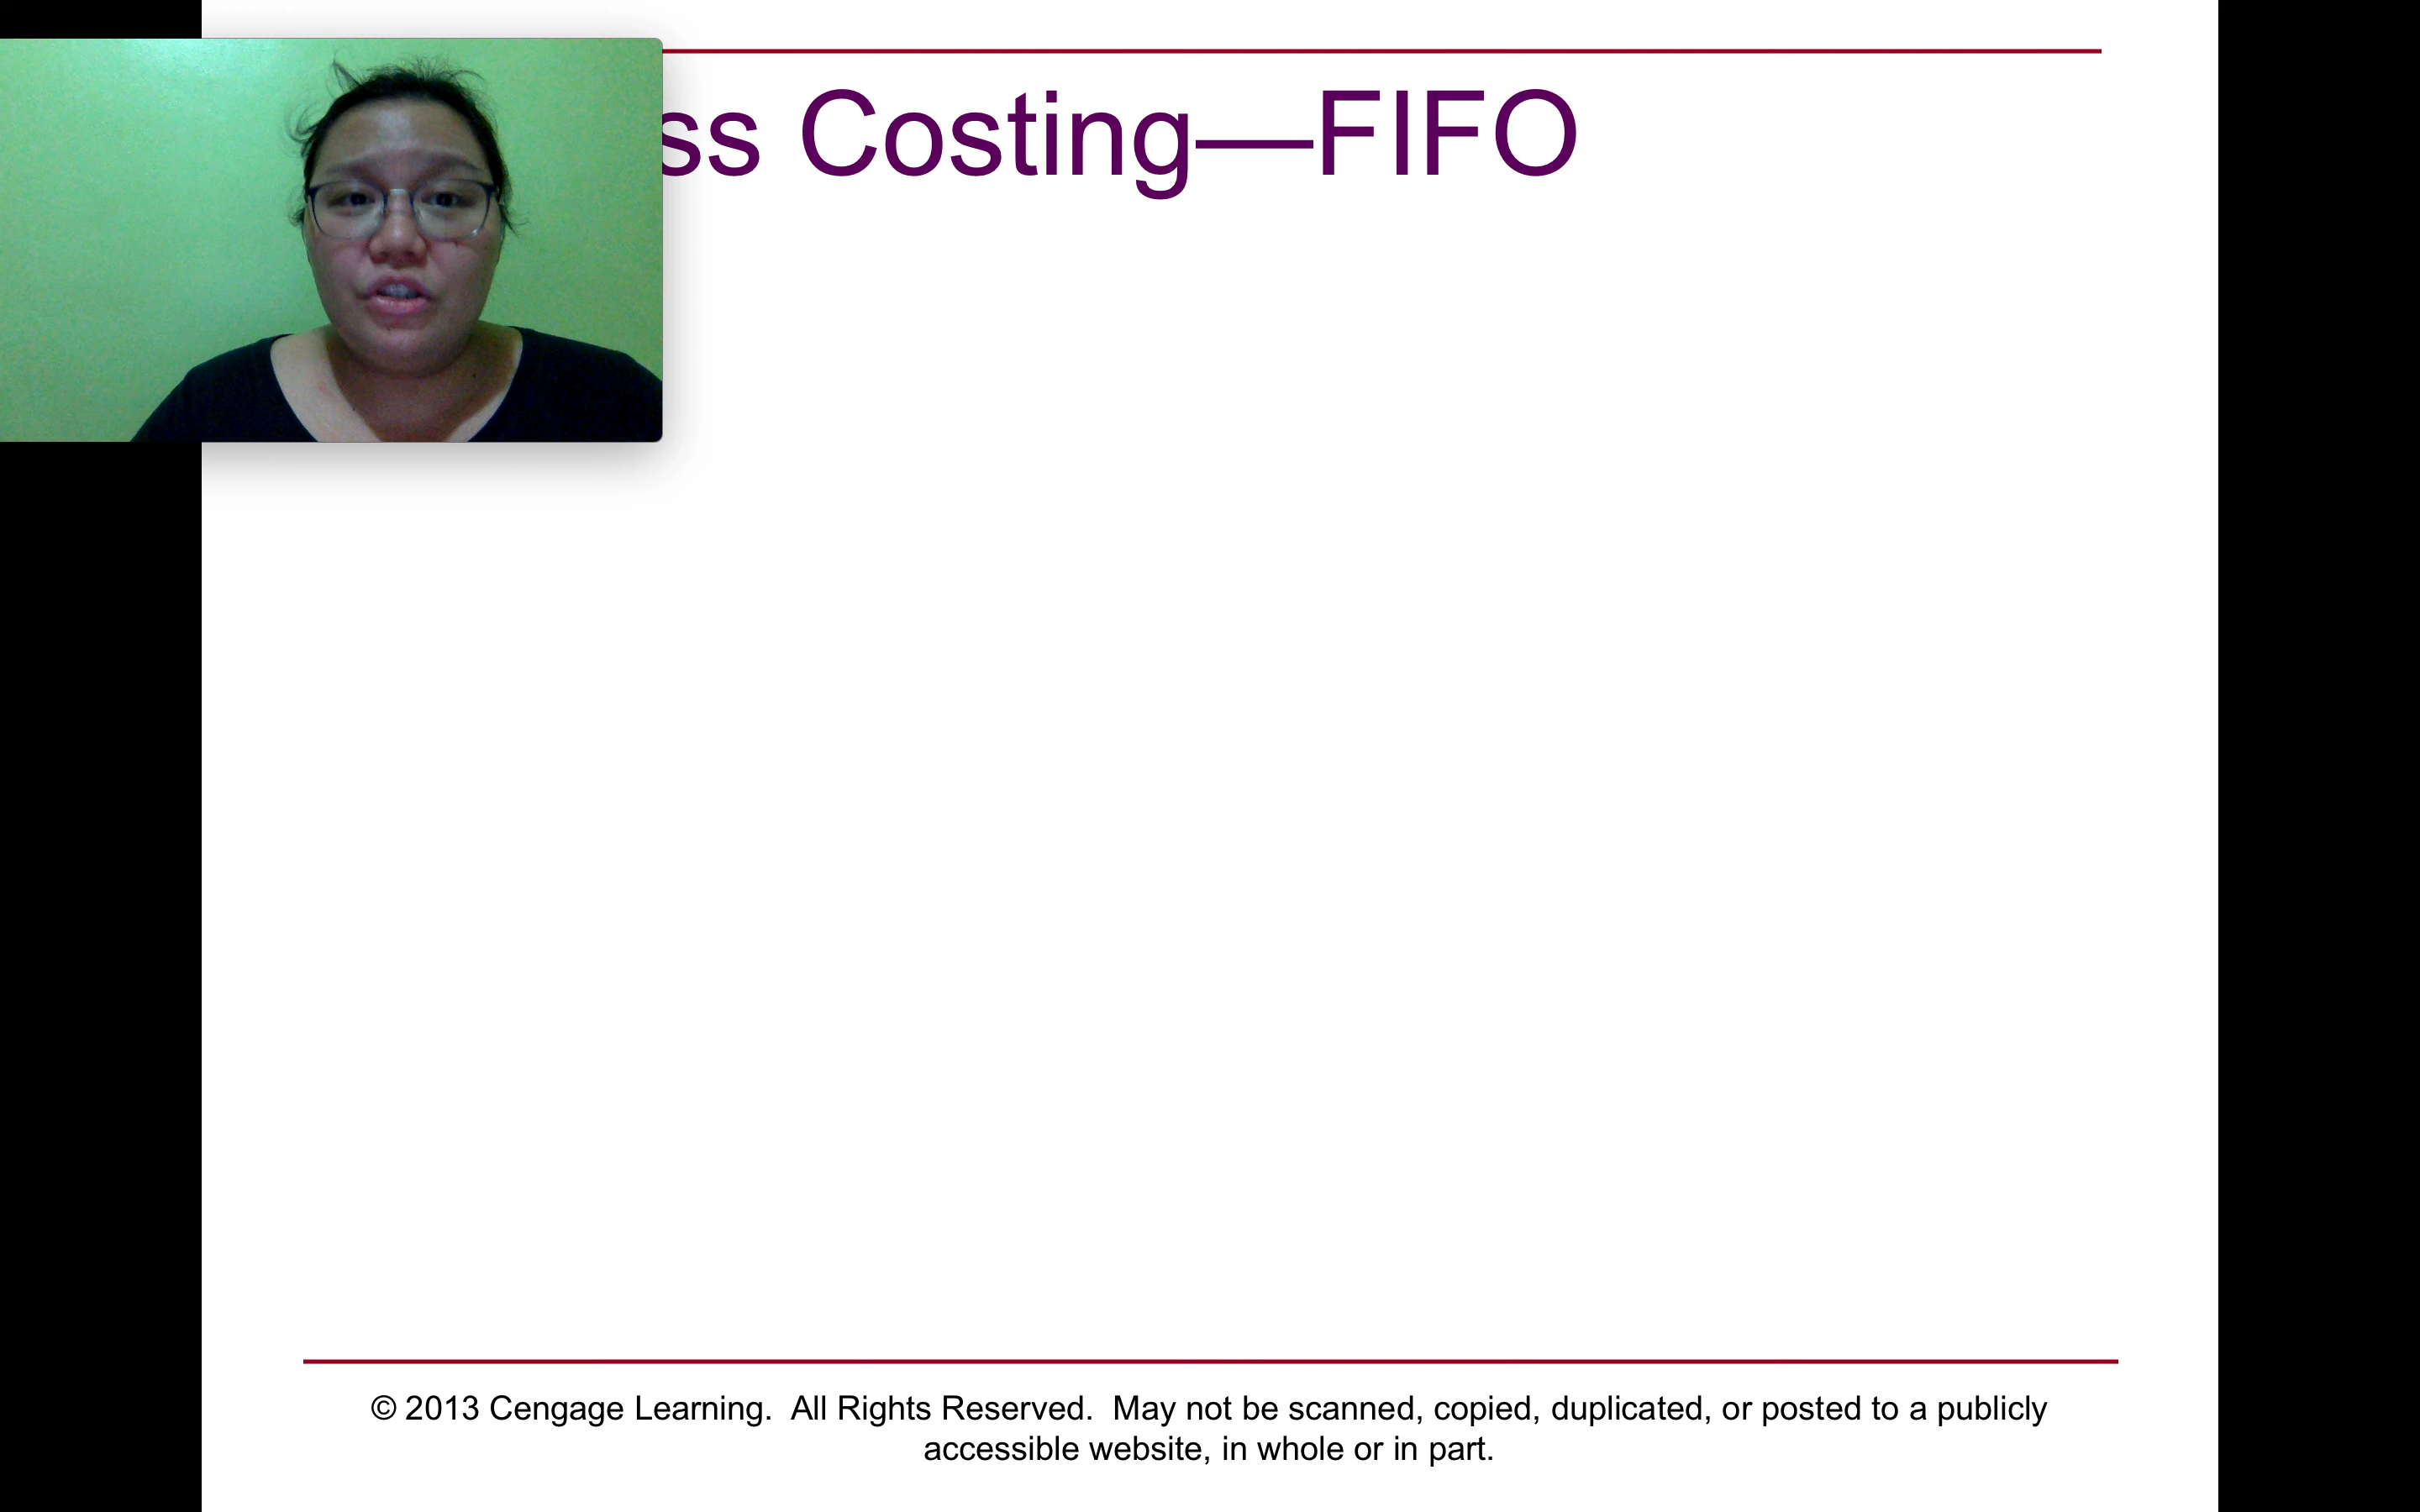 ss Costing—FIFO
© 2013 Cengage Learning.  All Rights Reserved.  May not be scanned, copied, duplicated, or posted to a publicly
accessible website, in whole or in part.